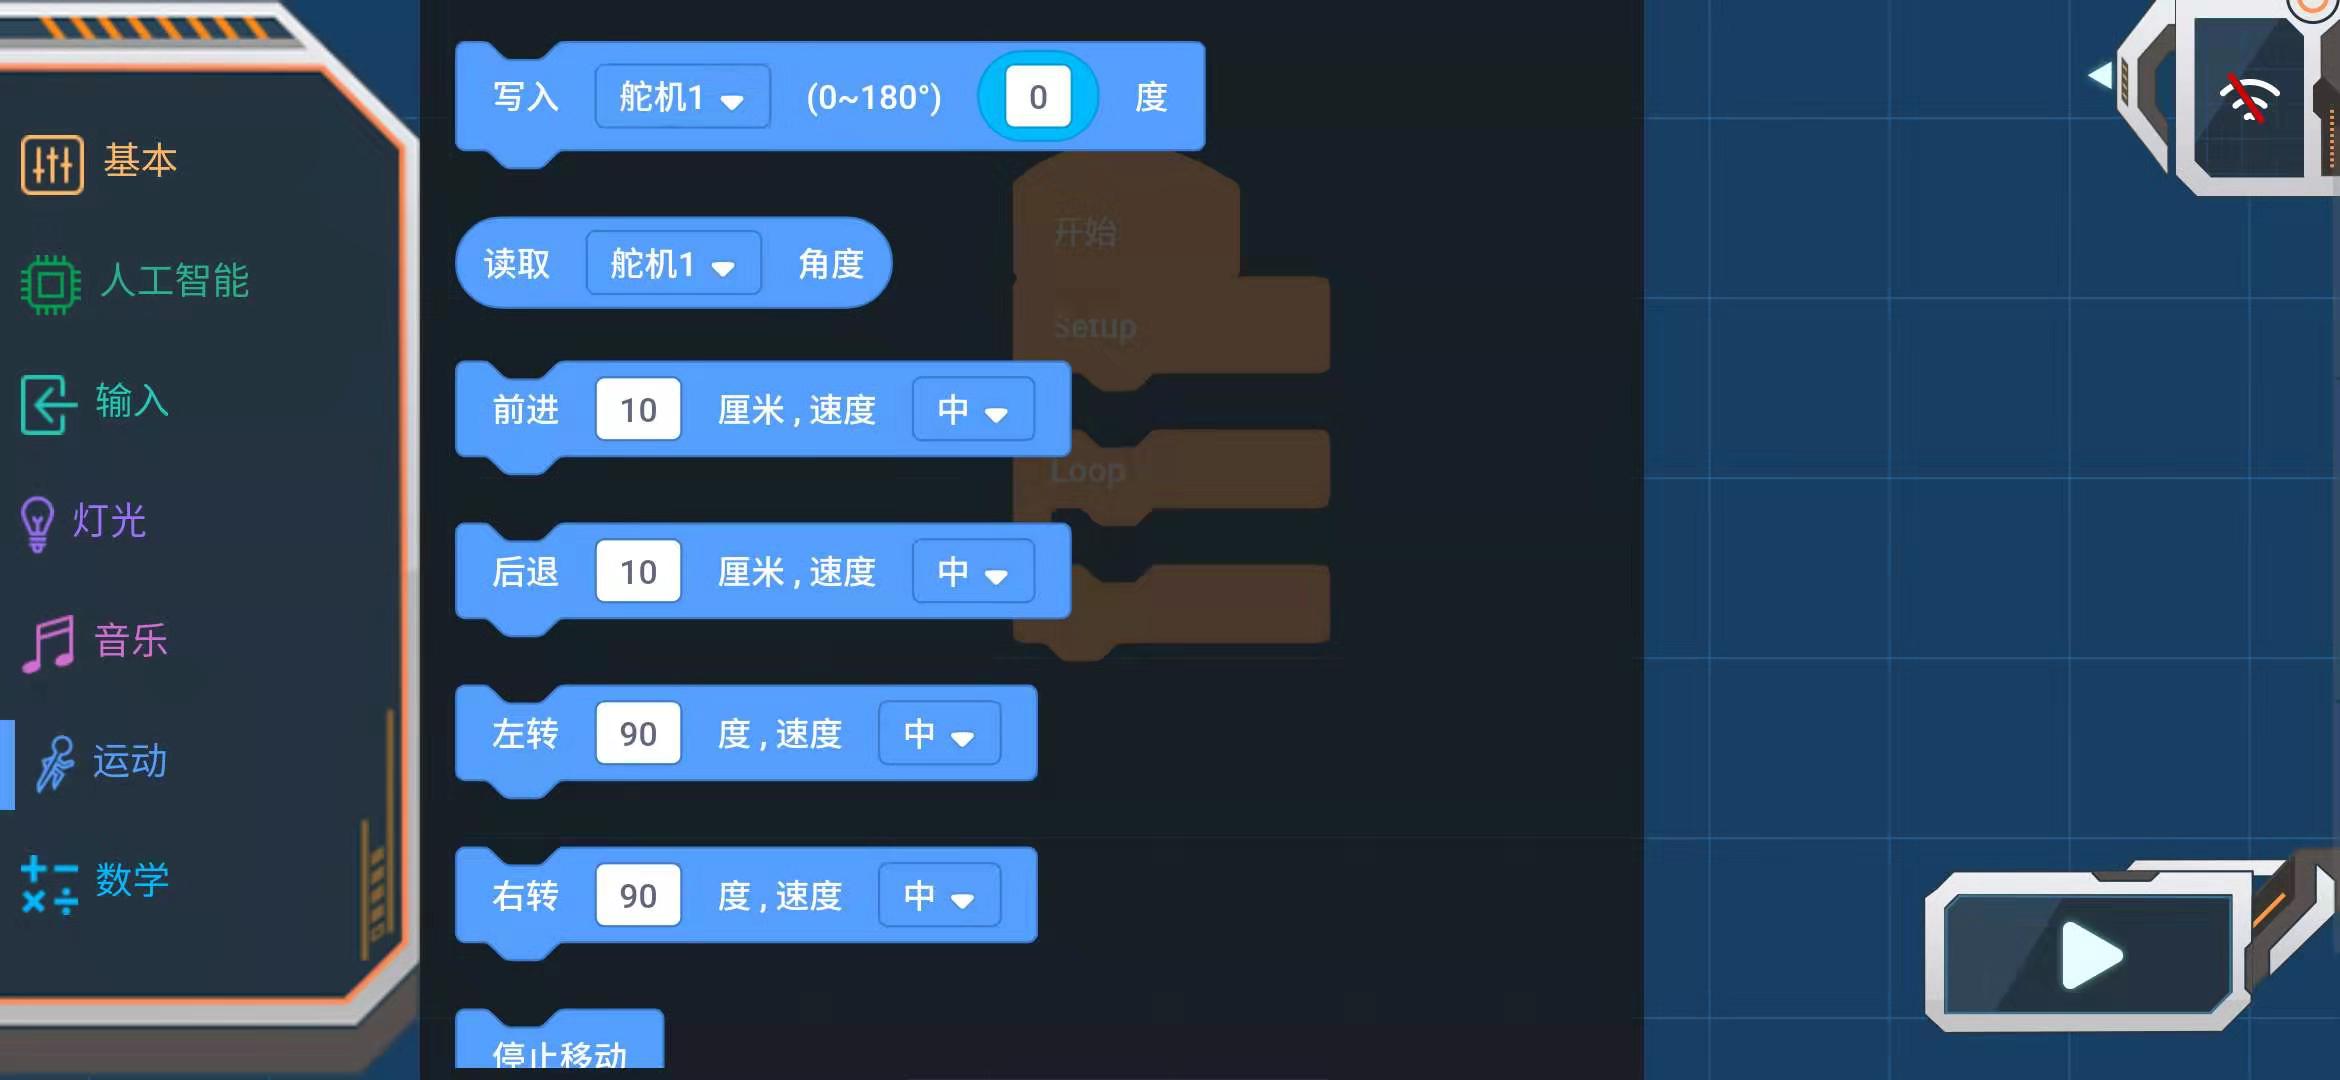 基本
人工智能
输入
灯光
音乐
运动
数学
写入 舵机1 (0~180°) 0 度
读取 舵机1 角度
前进 10 厘米 , 速度 中
后退 10 厘米 , 速度 中
左转 90 度 , 速度 中
右转 90 度 , 速度 中
停止移动
开始
Setup
Loop